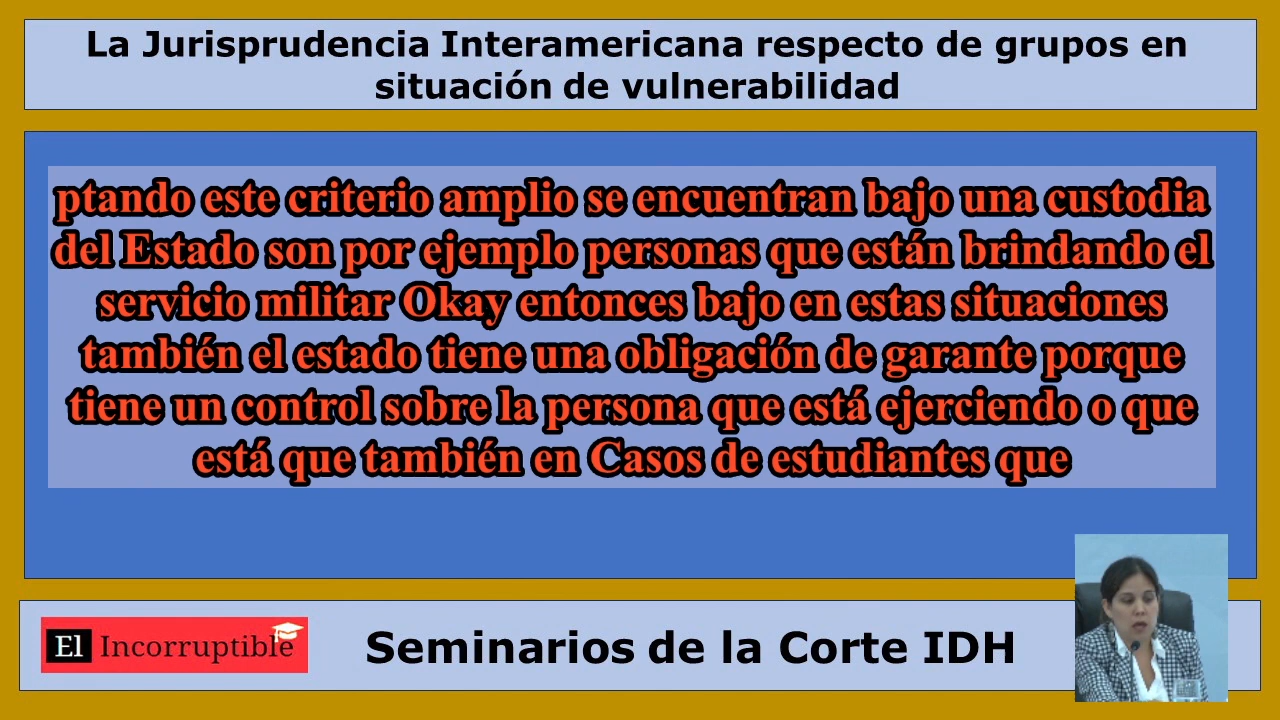 La Jurisprudencia Interamericana respecto de grupos en
situación de vulnerabilidad
ptando este criterio amplio se encuentran bajo una custodia
del Estado son por ejemplo personas que están brindando el
servicio militar Okay entonces bajo en estas situaciones
también el estado tiene una obligación de garante porque
tiene un control sobre la persona que está ejerciendo o que
está que también en Casos de estudiantes que
El Incorruptible
Seminarios de la Corte IDH